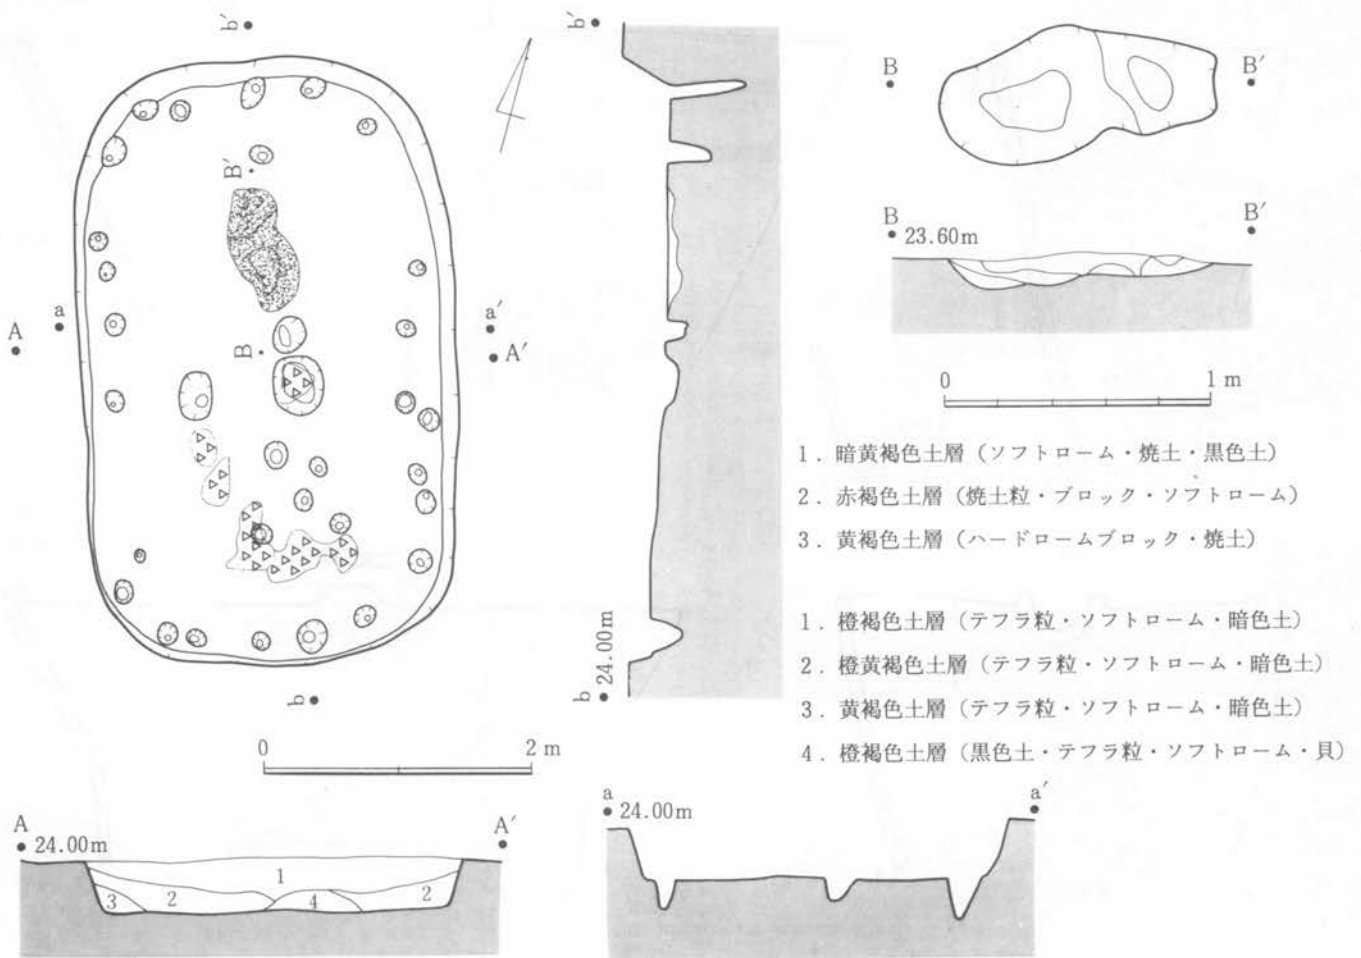 b′
b′
B
B′
B′
B
B′
23.60m
a
a′
A
A′
B
0
1 m
1．暗黄褐色土層（ソフトローム・焼土・黒色土）
2．赤褐色土層（焼土粒・ブロック・ソフトローム）
3．黄褐色土層（ハードロームブロック・焼土）
1．橙褐色土層（テフラ粒・ソフトローム・暗色土）
2．橙黄褐色土層（テフラ粒・ソフトローム・暗色土）
3．黄褐色土層（テフラ粒・ソフトローム・暗色土）
4．橙褐色土層（黒色土・テフラ粒・ソフトローム・貝）
b
b
24.00m
0
2 m
A
24.00m
A′
1
2
3
4
2
a
24.00m
a′